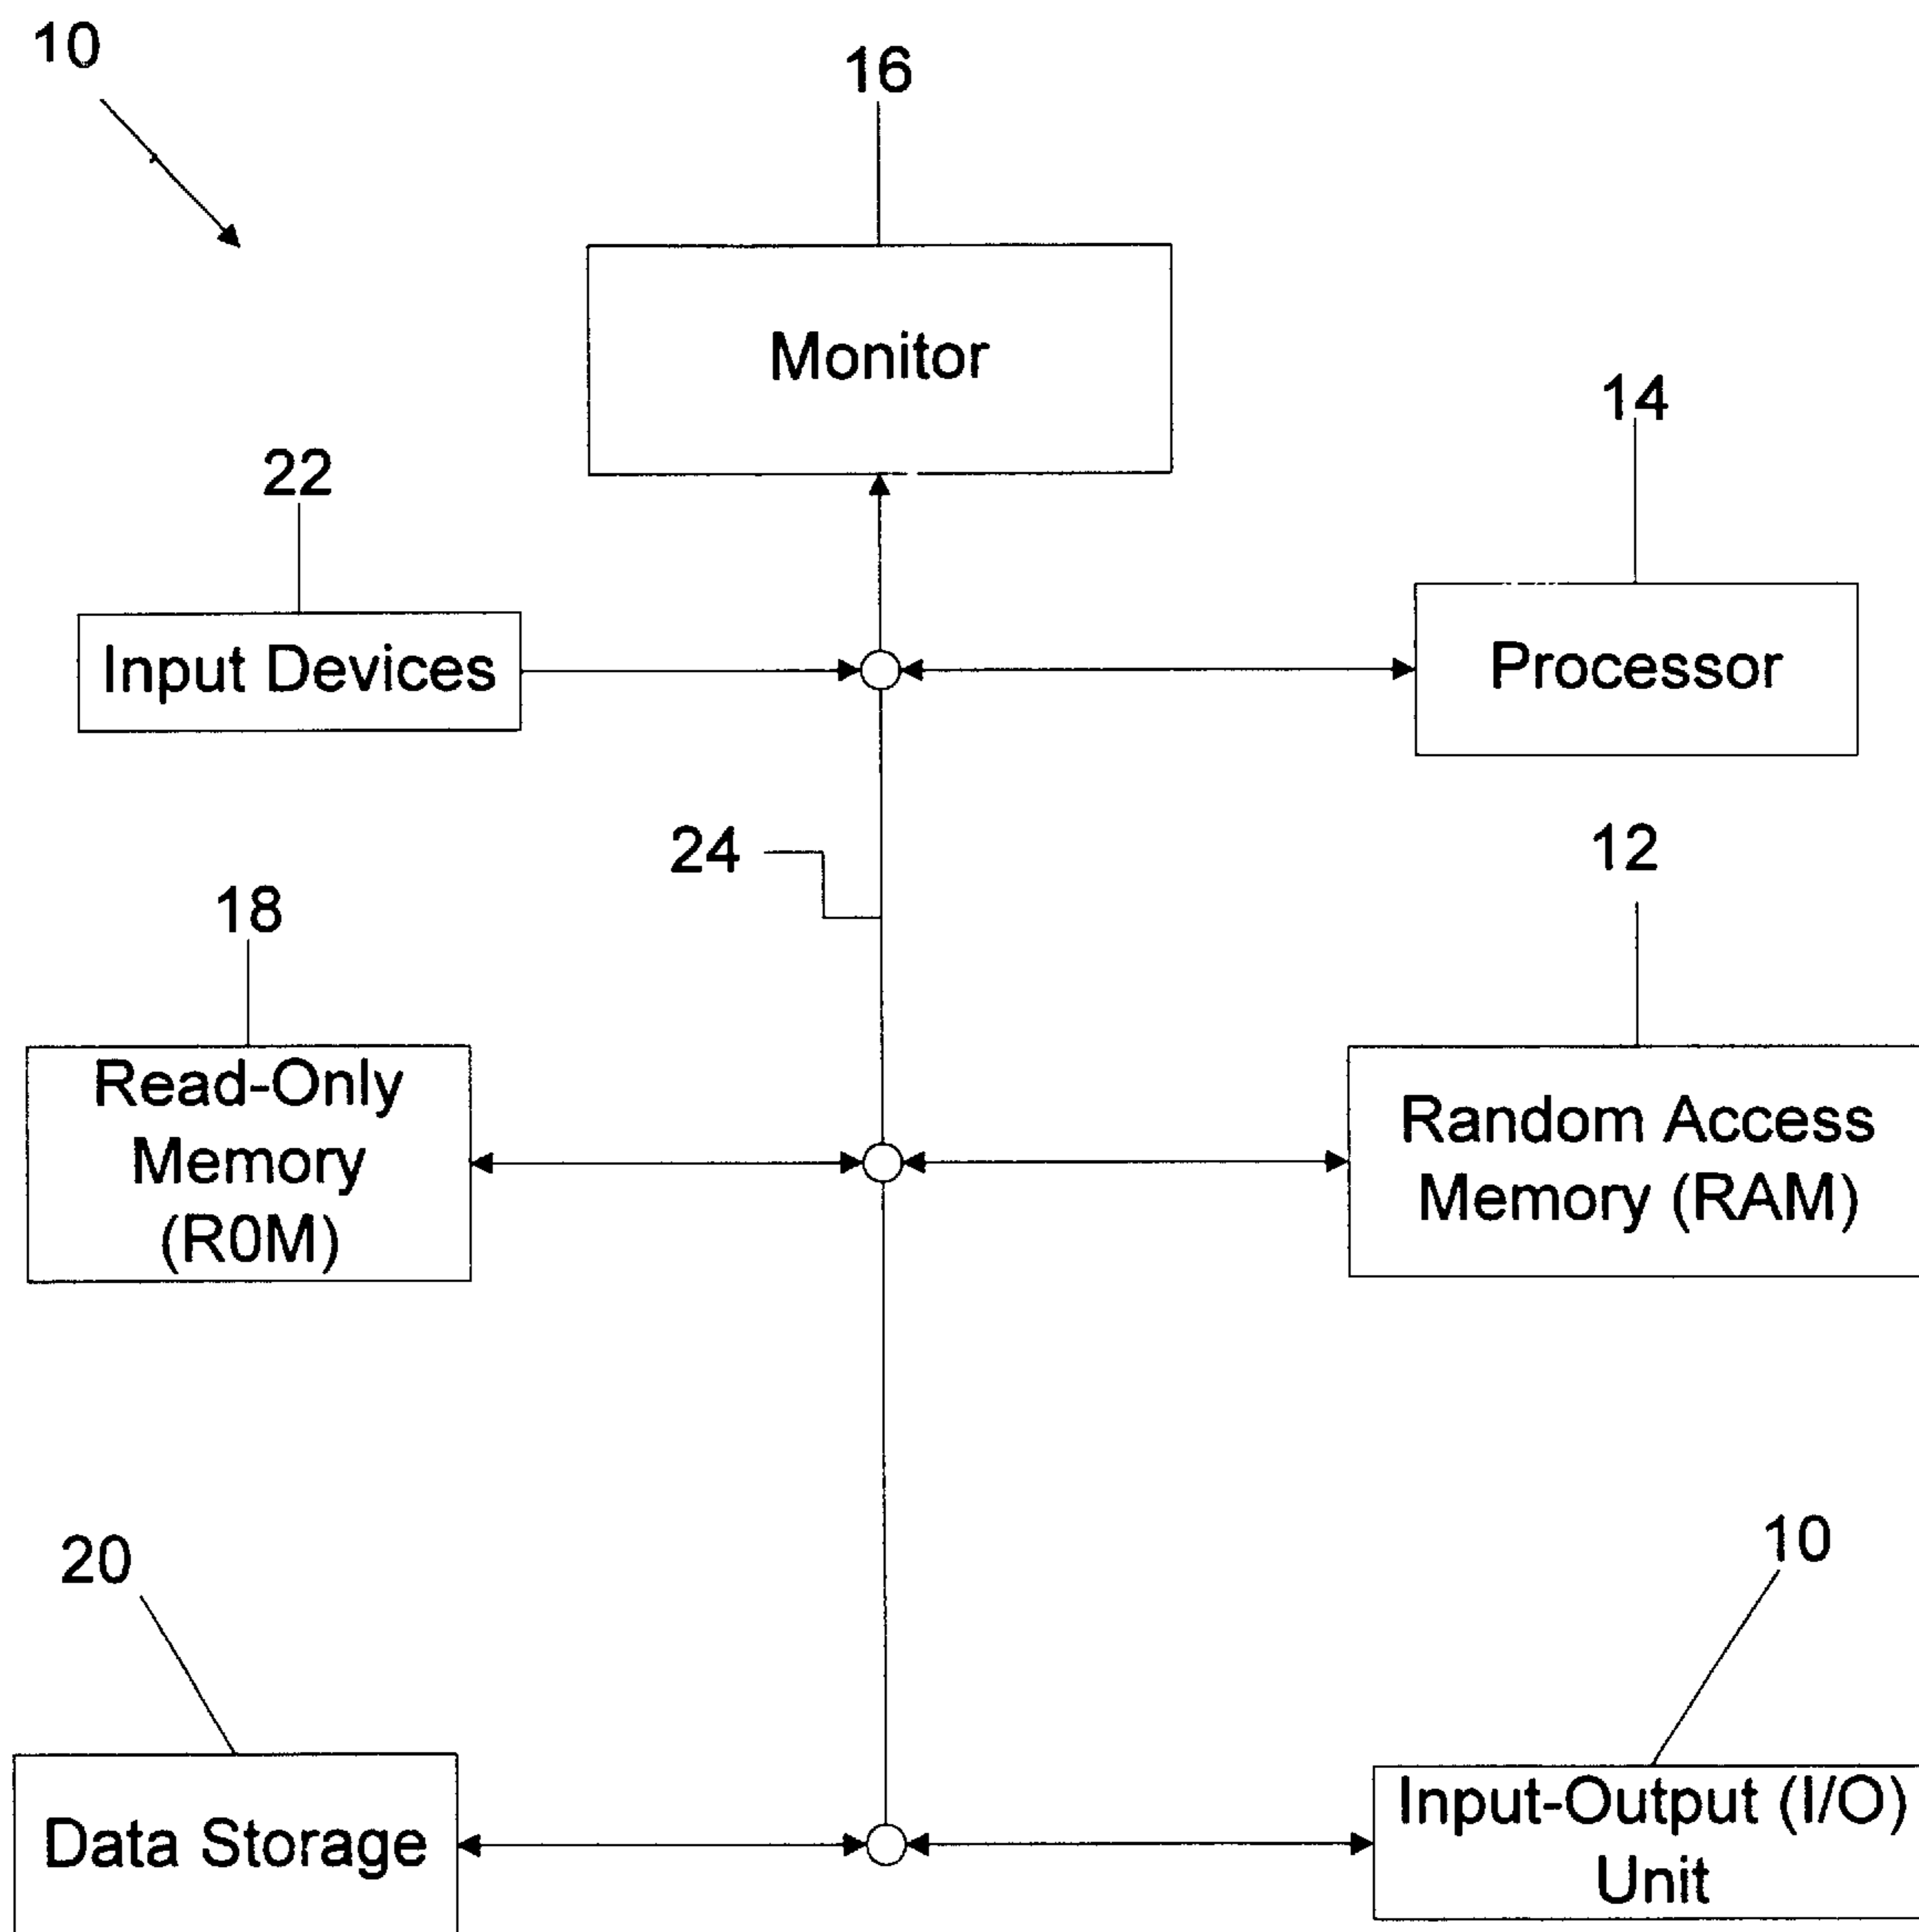 10
16
Monitor
14
22
Input Devices
Processor
24
12
18
Read-Only
Memory
(R0M)
Random Access
Memory (RAM)
20
10
Data Storage
Input-Output (I/O)
Unit